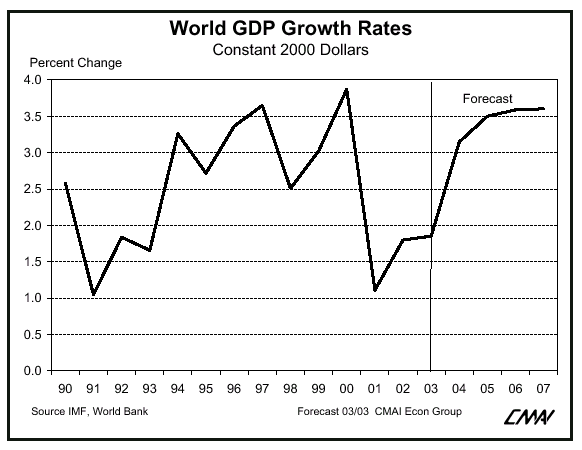 World GDP Growth Rates
Constant 2000 Dollars
Percent Change
4.0
Forecast
3.5
3.0
2.5
2.0
1.5
1.0
0.5
0.0
90 91 92 93 94 95 96 97 98 99 00 01 02 03 04 05 06 07
Source IMF, World Bank Forecast 03/03 CMAI Econ Group CMAI